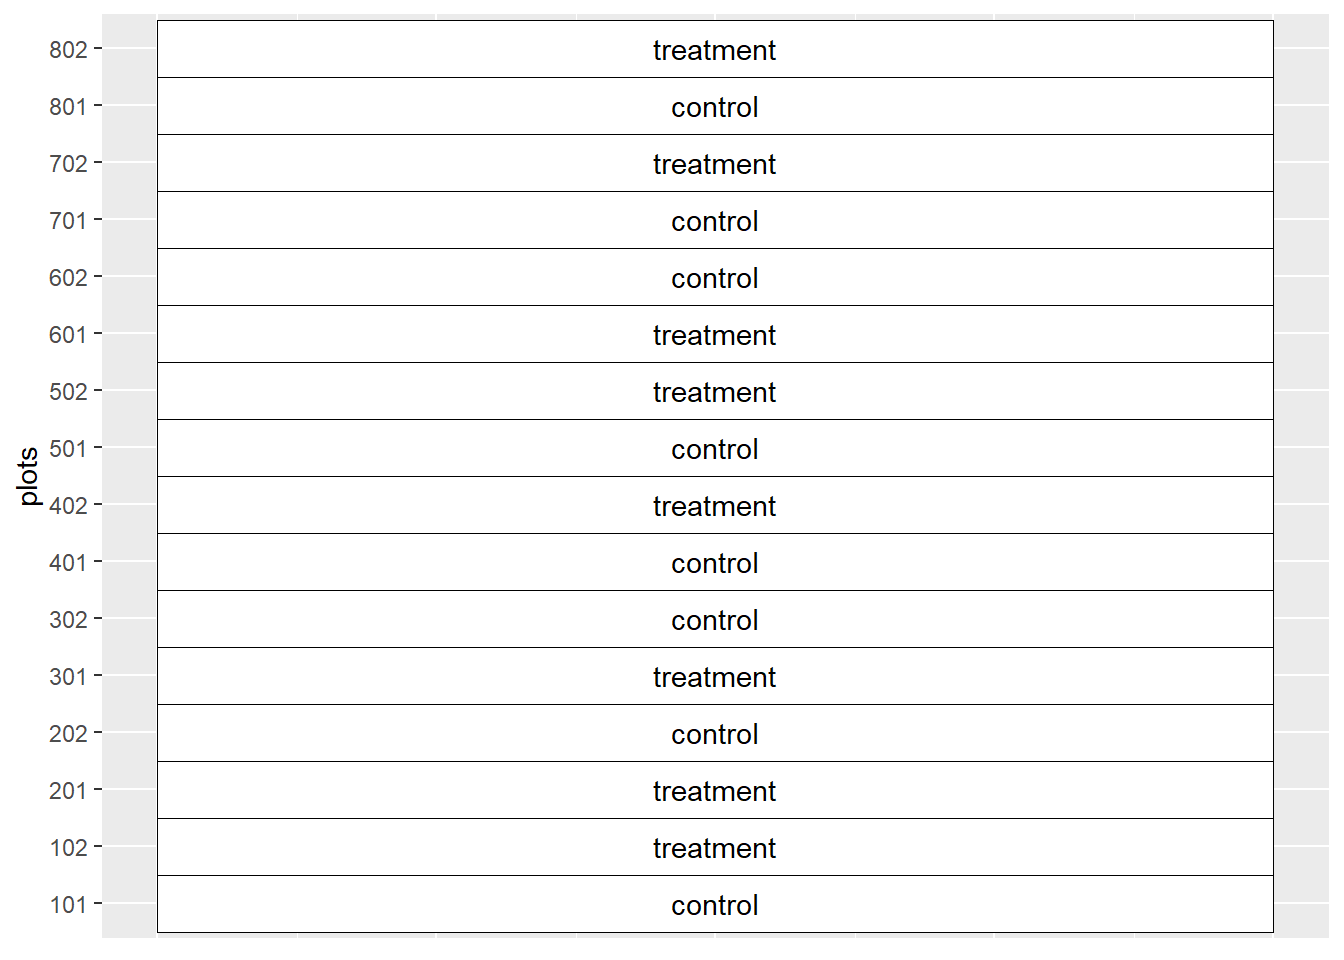 802 treatment
801 control
702 treatment
701 control
602 control
601 treatment
502 treatment
501 control
plots
402 treatment
401 control
302 control
301 treatment
202 control
201 treatment
102 treatment
101 control